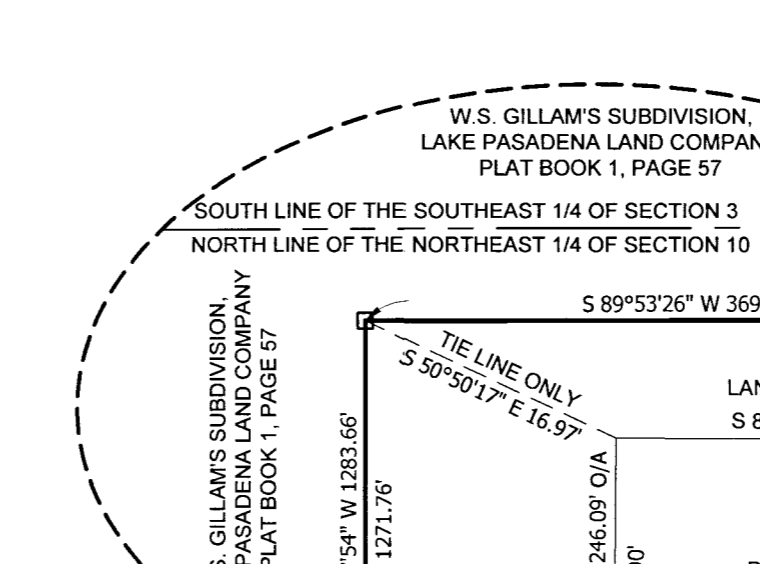 W.S. GILLAM'S SUBDIVISION,
LAKE PASADENA LAND COMPAN
PLAT BOOK 1, PAGE 57
SOUTH LINE OF THE SOUTHEAST 1/4 OF SECTION 3
NORTH LINE OF THE NORTHEAST 1/4 OF SECTION 10
S 89°53'26" W 369
TIE LINE ONLY
S 50°50'17" E 16.97'
LAN
S 8
S. GILLAM'S SUBDIVISION,
PASADENA LAND COMPANY
PLAT BOOK 1, PAGE 57
'54" W 1283.66'
1271.76'
246.09' O/A